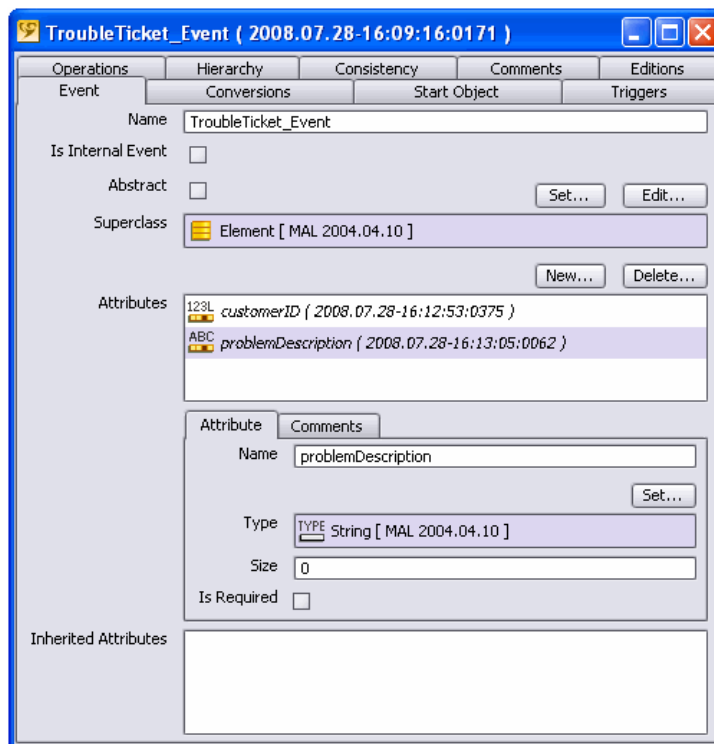 TroubleTicket_Event ( 2008.07.28-16:09:16:0171 )
Operations Hierarchy Consistency Comments Editions
Event Conversions Start Object Triggers
Name TroubleTicket_Event
Is Internal Event
Abstract Set... Edit...
Superclass Element [ MAL 2004.04.10 ]
New... Delete...
Attributes 123L customerID ( 2008.07.28-16:12:53:0375 )
ABC problemDescription ( 2008.07.28-16:13:05:0062 )
Attribute Comments
Name problemDescription
Set...
Type TYPE String [ MAL 2004.04.10 ]
Size 0
Is Required
Inherited Attributes